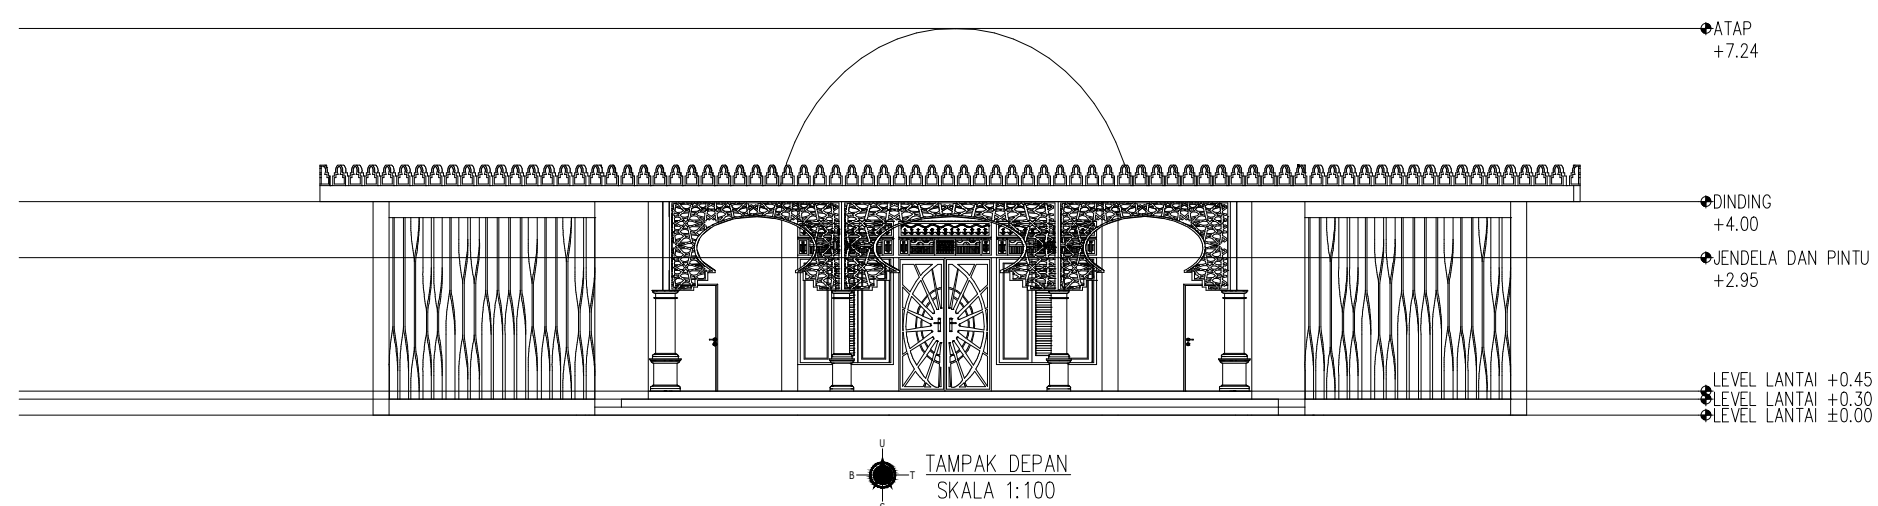 ATAP
+7.24
DINDING
+4.00
JENDELA DAN PINTU
+2.95
LEVEL LANTAI +0.45
LEVEL LANTAI +0.30
LEVEL LANTAI ±0.00
U
B T
TAMPAK DEPAN
SKALA 1:100